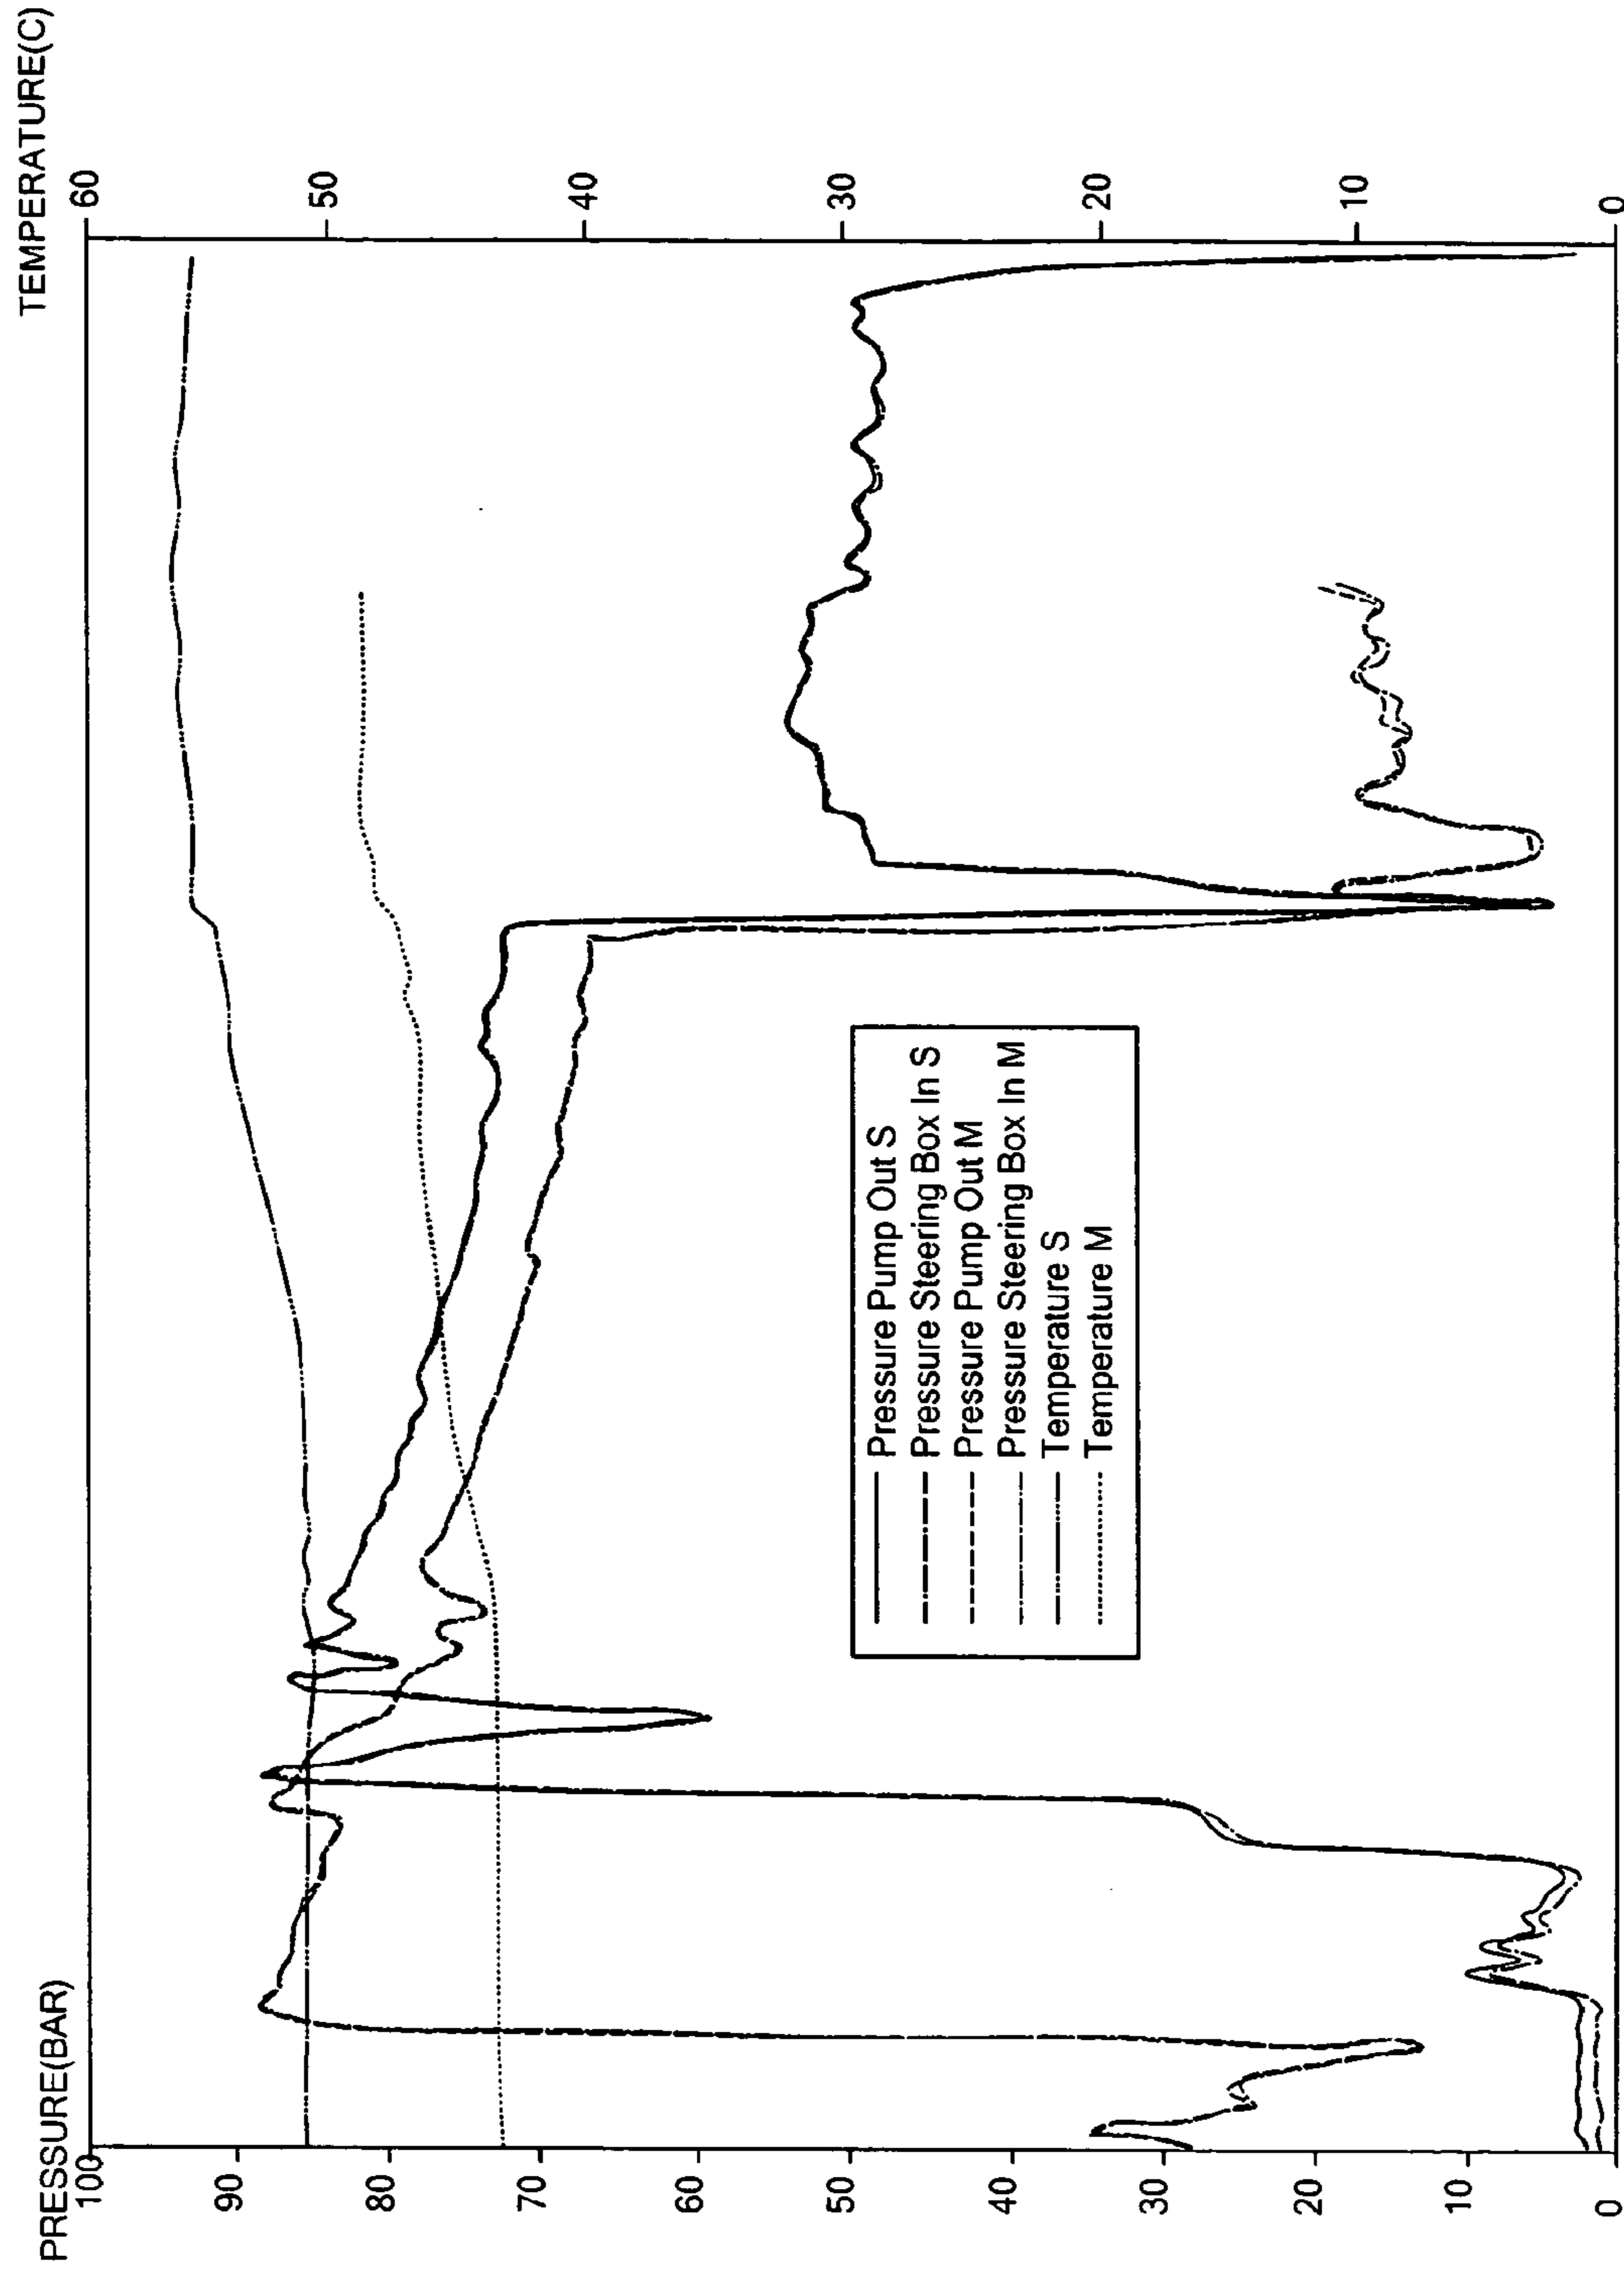 PRESSURE(BAR)
TEMPERATURE(C)
100
90
80
70
60
50
40
30
20
10
0
60
50
40
30
20
10
0
Pressure Pump Out S
Pressure Steering Box In S
Pressure Pump Out M
Pressure Steering Box In M
Temperature S
Temperature M